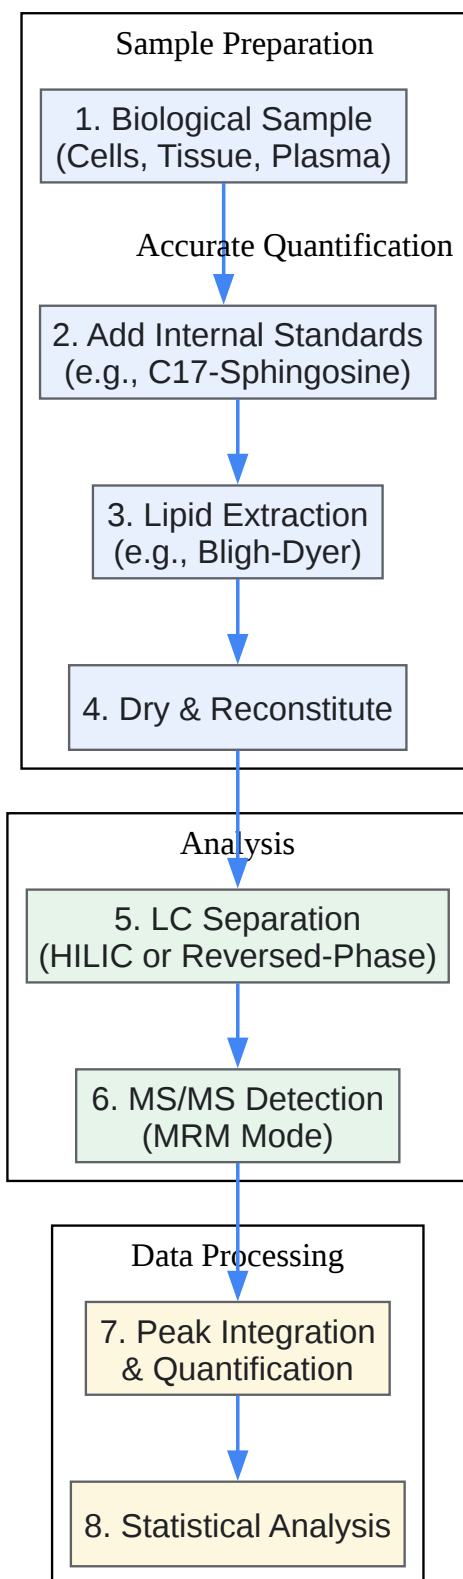 Sample Preparation
1. Biological Sample
(Cells, Tissue, Plasma)
Accurate Quantification
2. Add Internal Standards
(e.g., C17-Sphingosine)
3. Lipid Extraction
(e.g., Bligh-Dyer)
4. Dry & Reconstitute
Analysis
5. LC Separation
(HILIC or Reversed-Phase)
6. MS/MS Detection
(MRM Mode)
Data Processing
7. Peak Integration
& Quantification
8. Statistical Analysis